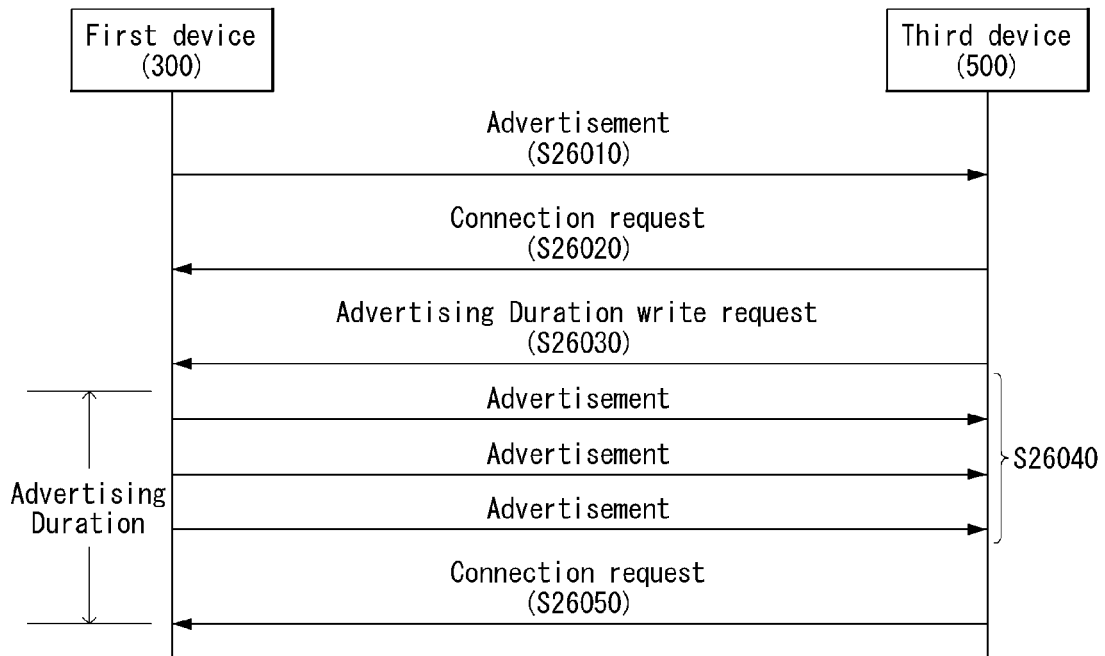 First device
(300)
Third device
(500)
Advertisement
(S26010)
Connection request
(S26020)
Advertising Duration write request
(S26030)
Advertisement
Advertisement
S26040
Advertising
Duration
Advertisement
Connection request
(S26050)